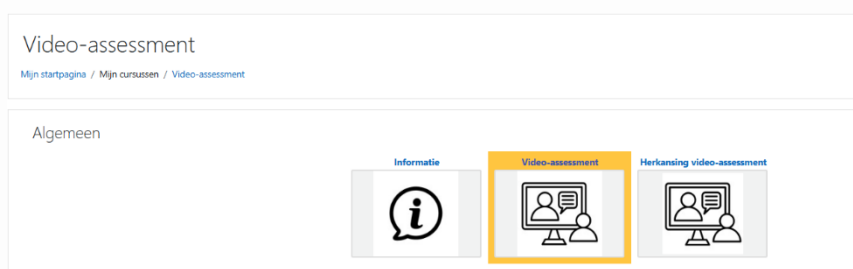 Video-assessment
Mijn startpagina / Mijn cursussen / Video-assessment
Algemeen
Informatie
Video-assessment
Herkansing video-assessment